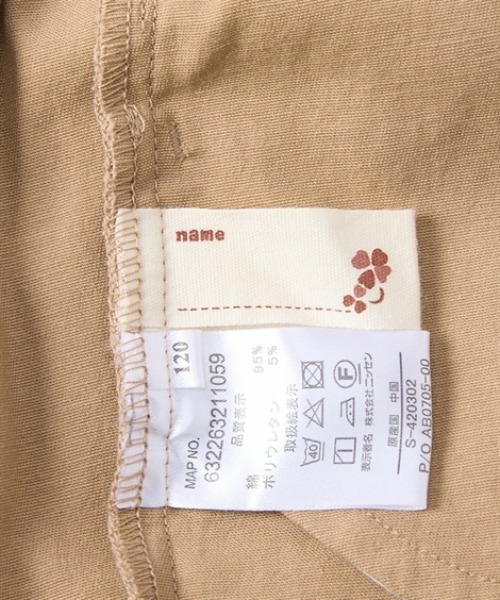 name
120
MAP NO.
632263211059
品質表示
綿 95%
ポリウレタン 5%
取扱絵表示
40
F
表示者名 株式会社ニッセン
原産国 中国
S-420302
P/O AB0705-00